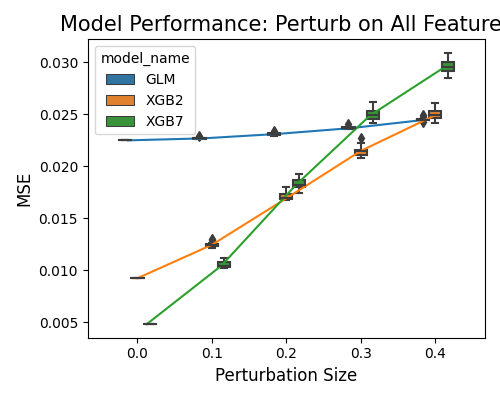 Model Performance: Perturb on All Feature
model_name
GLM
XGB2
XGB7
0.030
0.025
0.020
0.015
0.010
0.005
MSE
0.0 0.1 0.2 0.3 0.4
Perturbation Size